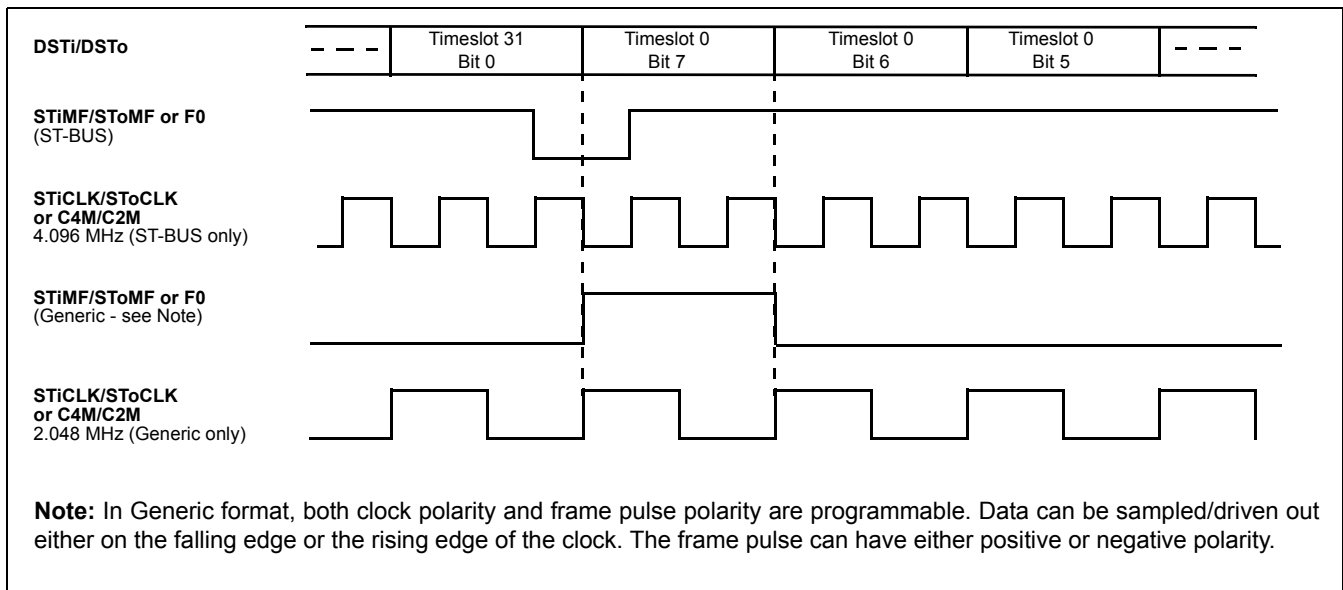 DSTi/DSTo
Timeslot 31
Bit 0
Timeslot 0
Bit 7
Timeslot 0
Bit 6
Timeslot 0
Bit 5
STiMF/SToMF or F0
(ST-BUS)
STiCLK/SToCLK
or C4M/C2M
4.096 MHz (ST-BUS only)
STiMF/SToMF or F0
(Generic - see Note)
STiCLK/SToCLK
or C4M/C2M
2.048 MHz (Generic only)
Note: In Generic format, both clock polarity and frame pulse polarity are programmable. Data can be sampled/driven out
either on the falling edge or the rising edge of the clock. The frame pulse can have either positive or negative polarity.